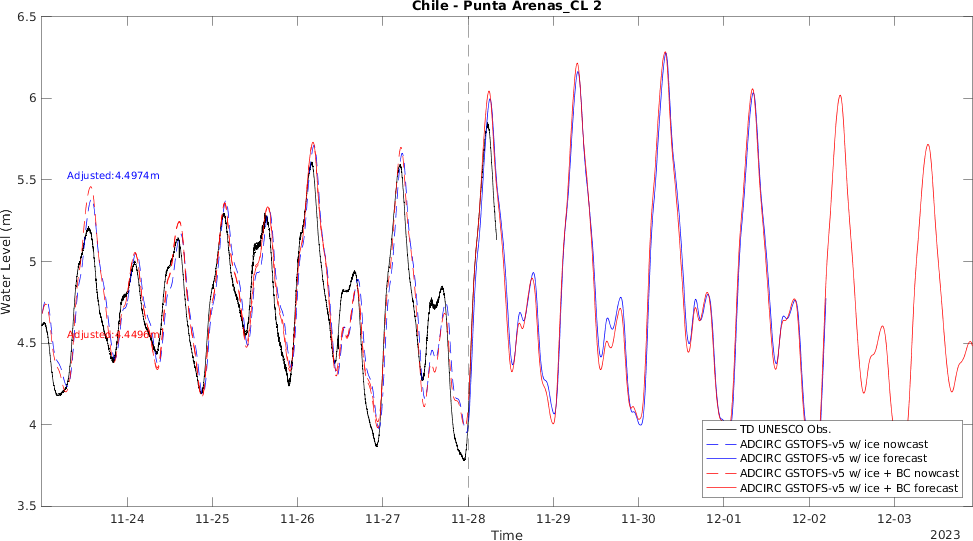 Chile - Punta Arenas_CL 2
6.5
6
5.5
5
4.5
4
3.5
Water Level (m)
Adjusted:4.4974m
Adjusted:4.4496m
TD UNESCO Obs.
ADCIRC GSTOFS-v5 w/ ice nowcast
ADCIRC GSTOFS-v5 w/ ice forecast
ADCIRC GSTOFS-v5 w/ ice + BC nowcast
ADCIRC GSTOFS-v5 w/ ice + BC forecast
11-24 11-25 11-26 11-27 11-28 11-29 11-30 12-01 12-02 12-03
Time
2023